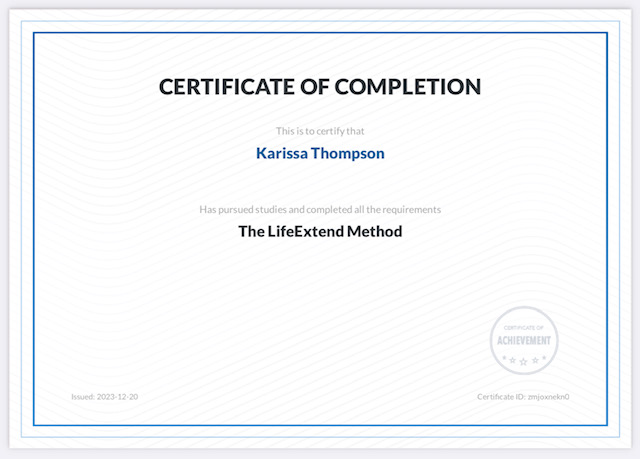 CERTIFICATE OF COMPLETION
This is to certify that
Karissa Thompson
Has pursued studies and completed all the requirements
The LifeExtend Method
CERTIFICATE OF
ACHIEVEMENT
Issued: 2023-12-20
Certificate ID: zmjoxnekn0